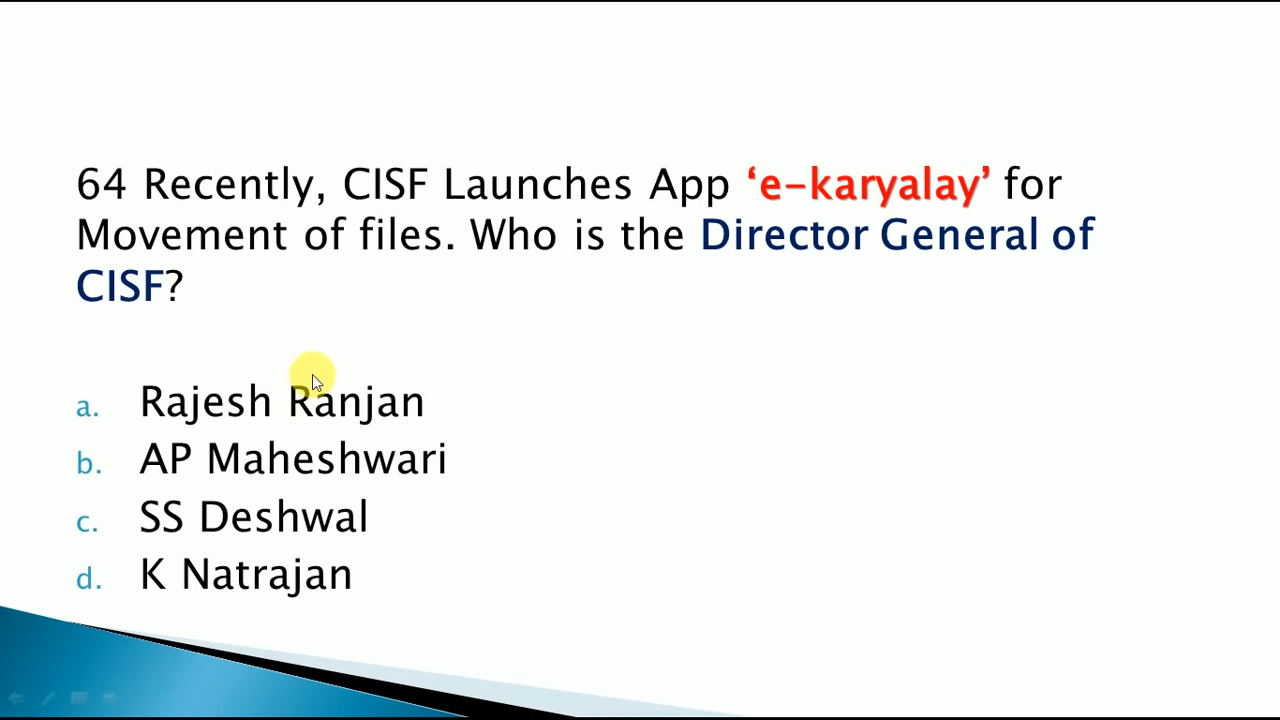 64 Recently, CISF Launches App ‘e-karyalay’ for
Movement of files. Who is the Director General of
CISF?
a. Rajesh Ranjan
b. AP Maheshwari
c. SS Deshwal
d. K Natrajan